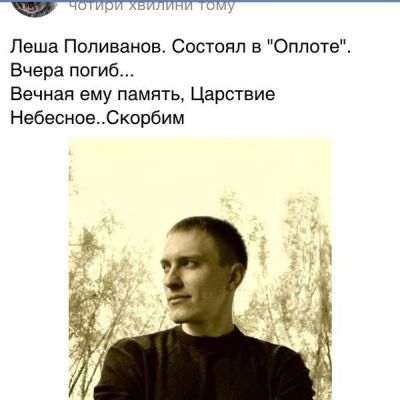 чотири хвилини тому
Леша Поливанов. Состоял в "Оплоте".
Вчера погиб...
Вечная ему память, Царствие
Небесное..Скорбим